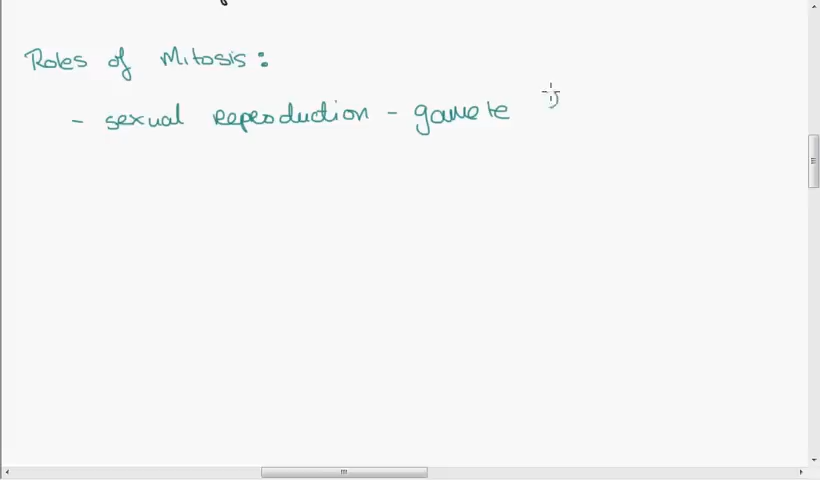 Roles of Mitosis:
- sexual reproduction - gamete